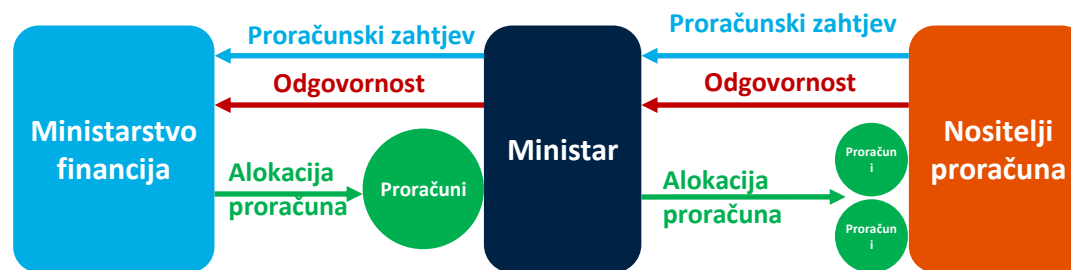 Proračunski zahtjev
Odgovornost
Ministarstvo
financija
Alokacija
proračuna
Proračuni
Ministar
Proračunski zahtjev
Odgovornost
Alokacija
proračuna
Proračun
i
Proračun
i
Nositelji
proračuna